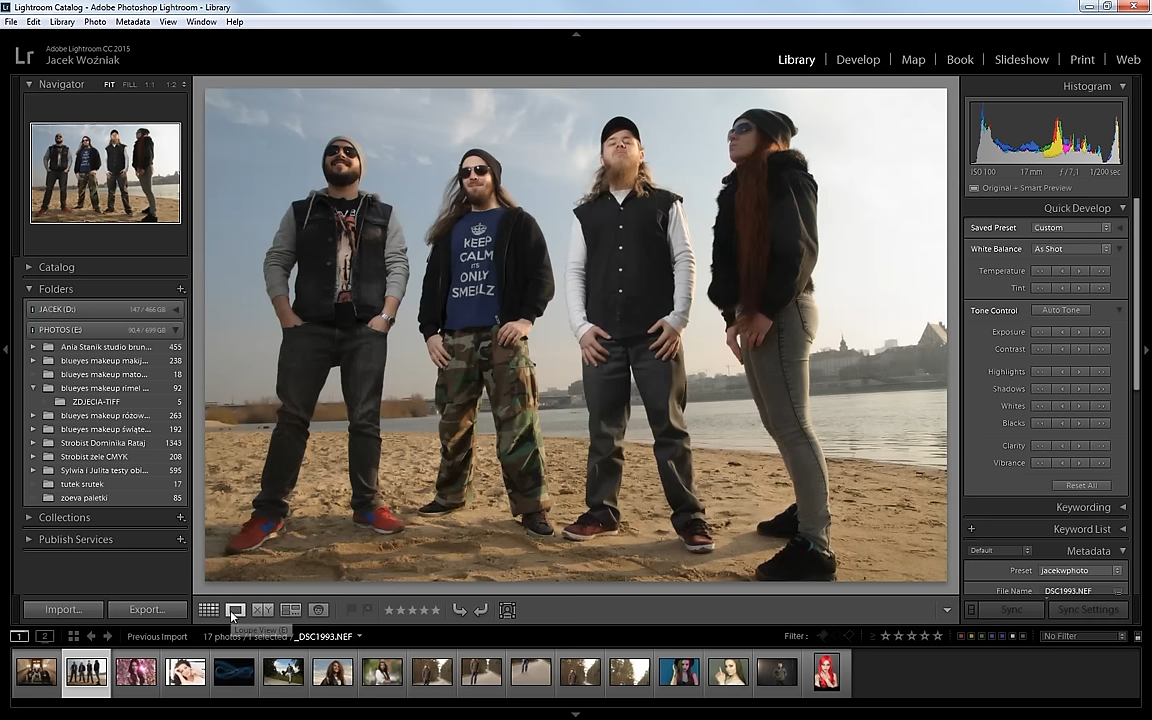 Lr Lightroom Catalog - Adobe Photoshop Lightroom - Library
File Edit Library Photo Metadata View Window Help
Lr Adobe Lightroom CC 2015
Jacek Woźniak
Library | Develop | Map | Book | Slideshow | Print | Web
Navigator FIT FILL 1:1 1:2
Catalog
Folders
JACEK (D:) 147 / 466 GB
PHOTOS (E:) 90,4 / 699 GB
Ania Stanik studio brun... 455
blueyes makeup makij... 238
blueyes makeup mato... 18
blueyes makeup rimel ... 92
ZDJECIA-TIFF 5
blueyes makeup różow... 263
blueyes makeup święte... 192
Strobist Dominika Rataj 1343
Strobist żele CMYK 208
Sylwia i Julita testy obi... 595
tutek srutek 17
zoeva paletki 85
Collections
Publish Services
Import... Export...
KEEP
CALM
ITS
ONLY
SMELLZ
Histogram
ISO 100 17 mm ƒ / 7,1 1/200 sec
Original + Smart Preview
Quick Develop
Saved Preset Custom
White Balance As Shot
Temperature
Tint
Tone Control Auto Tone
Exposure
Contrast
Highlights
Shadows
Whites
Blacks
Clarity
Vibrance
Reset All
Keywording
Keyword List
Default Metadata
Preset jacekwphoto
File Name _DSC1993.NEF
Sync Sync Settings
X Y
Loupe View (E)
1 2 Previous Import 17 photos / 1 selected / _DSC1993.NEF
Filter : No Filter